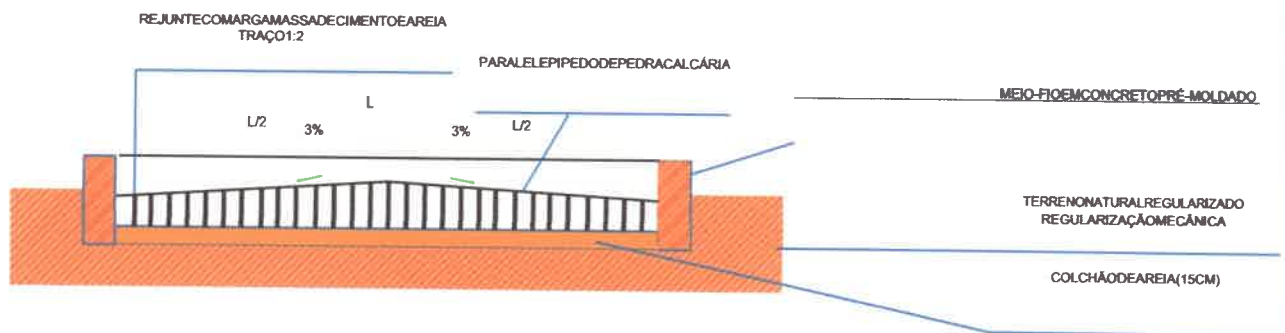 REJUNTECOMARGAMASSADECIMENTOEAREIA
TRAÇO1:2
PARALELEPIPEDODEPEDRACALCÁRIA
MEIO-FIOEMCONCRETOPRÉ-MOLDADO
L
L/2
3%
3%
L/2
TERRENONATURALREGULARIZADO
REGULARIZAÇÃOMECÂNICA
COLCHÃODEAREIA(15CM)